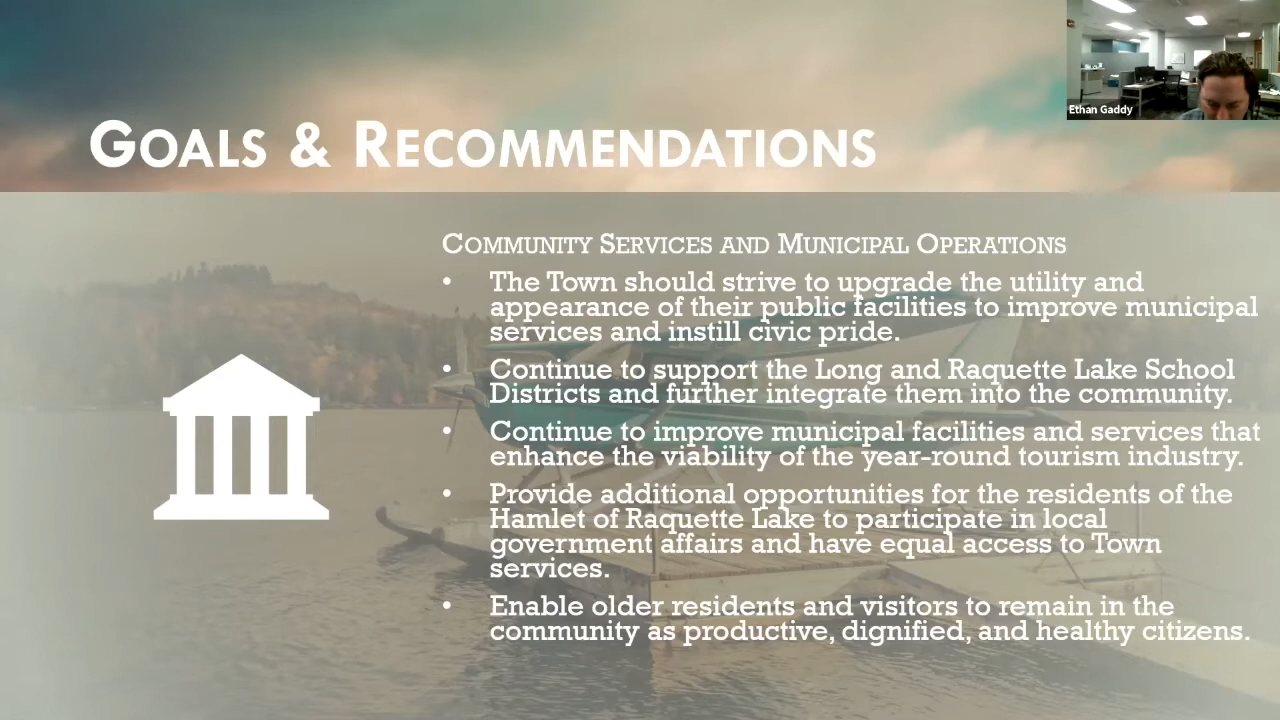 Ethan Gaddy
GOALS & RECOMMENDATIONS
COMMUNITY SERVICES AND MUNICIPAL OPERATIONS
• The Town should strive to upgrade the utility and
appearance of their public facilities to improve municipal
services and instill civic pride.
• Continue to support the Long and Raquette Lake School
Districts and further integrate them into the community.
• Continue to improve municipal facilities and services that
enhance the viability of the year-round tourism industry.
• Provide additional opportunities for the residents of the
Hamlet of Raquette Lake to participate in local
government affairs and have equal access to Town
services.
• Enable older residents and visitors to remain in the
community as productive, dignified, and healthy citizens.